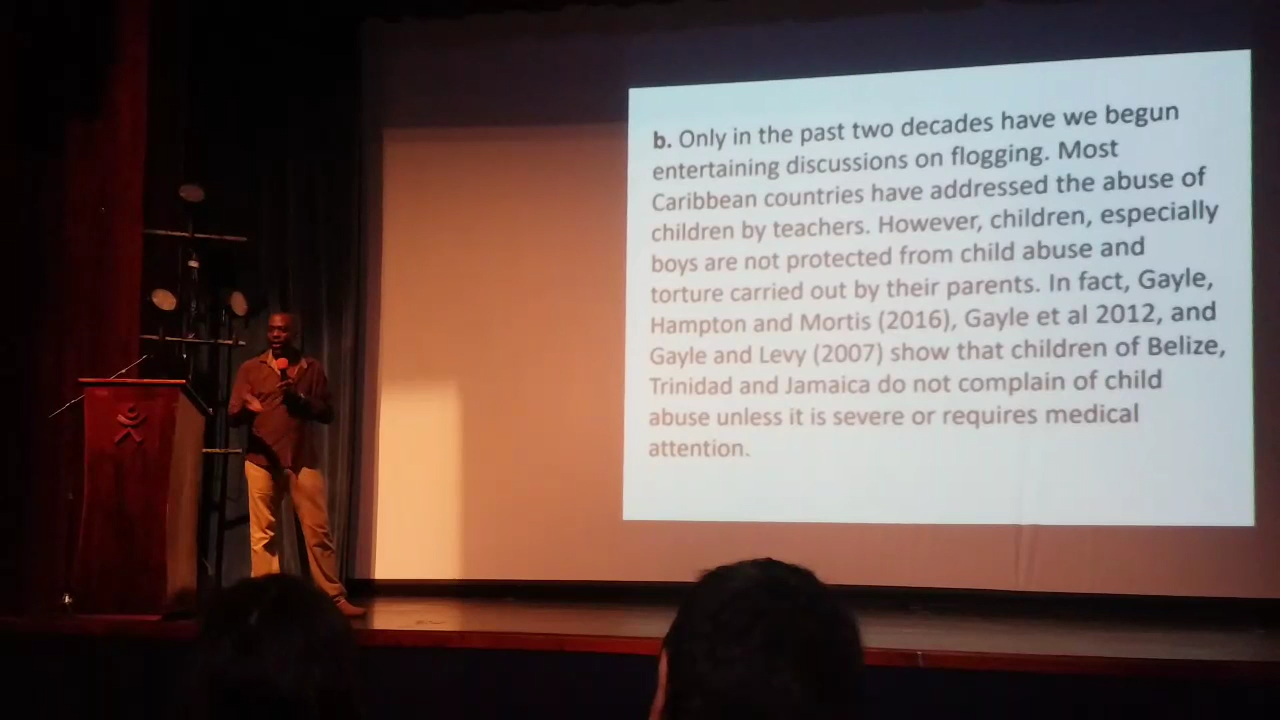 b. Only in the past two decades have we begun
entertaining discussions on flogging. Most
Caribbean countries have addressed the abuse of
children by teachers. However, children, especially
boys are not protected from child abuse and
torture carried out by their parents. In fact, Gayle,
Hampton and Mortis (2016), Gayle et al 2012, and
Gayle and Levy (2007) show that children of Belize,
Trinidad and Jamaica do not complain of child
abuse unless it is severe or requires medical
attention.